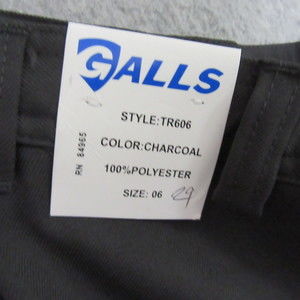 GALLS
STYLE:TR606
COLOR:CHARCOAL
100%POLYESTER
SIZE: 06 29
RN 84965